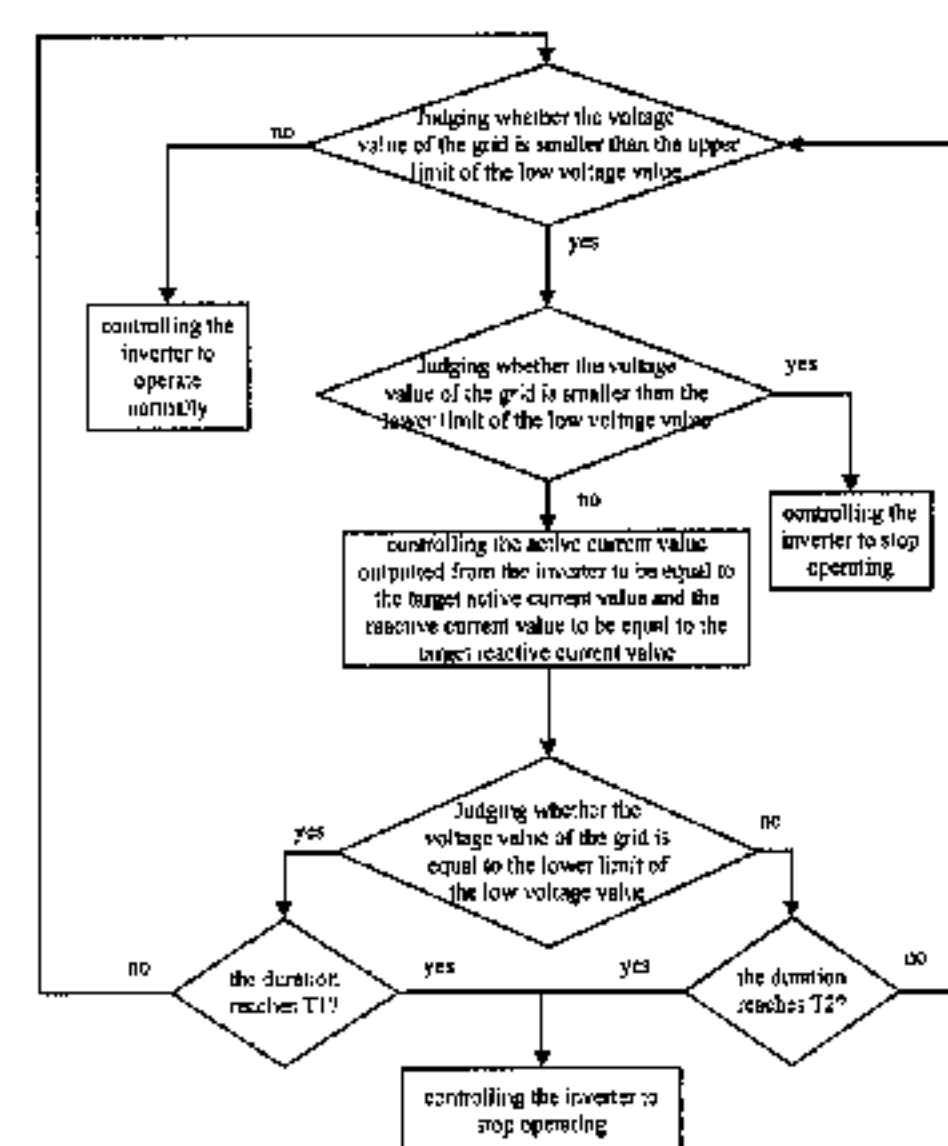 Judging whether the voltage
no
value of the grid is smaller than the upper
limit of the low voltage value
yes
controlling the
inverter to
operate
normally
Judging whether the voltage
value of the grid is smaller than the
lower limit of the low voltage value
yes
no
controlling the
inverter to stop
operating
controlling the active current value
outputted from the inverter to be equal to
the target active current value and the
reactive current value to be equal to the
target reactive current value
Judging whether the
voltage value of the grid is
equal to the lower limit of
the low voltage value
yes
no
no
the duration
reaches T1?
yes
yes
the duration
reaches T2?
no
controlling the inverter to
stop operating